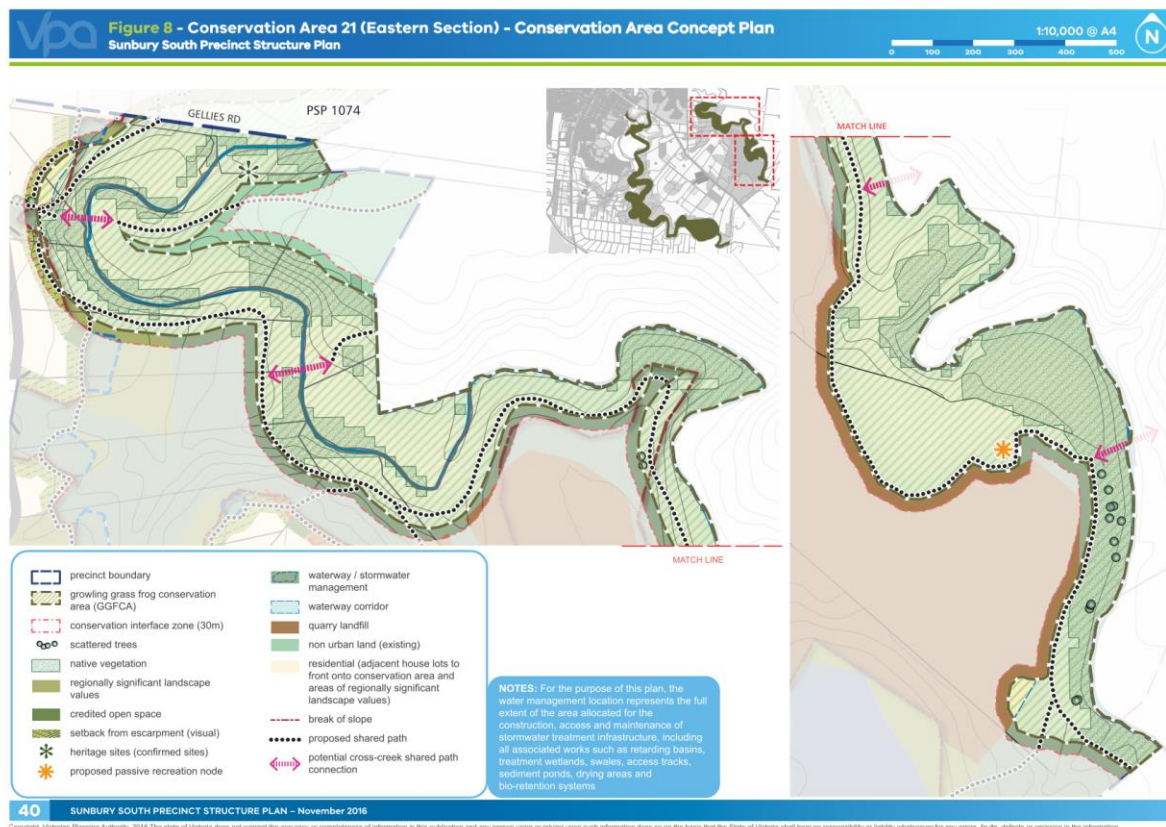 vpa
Figure 8 - Conservation Area 21 (Eastern Section) - Conservation Area Concept Plan
Sunbury South Precinct Structure Plan
1:10,000 @ A4
0 100 200 300 400 500
N
GELLIES RD
PSP 1074
MATCH LINE
MATCH LINE
precinct boundary
growling grass frog conservation
area (GGFCA)
conservation interface zone (30m)
scattered trees
native vegetation
regionally significant landscape
values
credited open space
setback from escarpment (visual)
heritage sites (confirmed sites)
proposed passive recreation node
waterway / stormwater
management
waterway corridor
quarry landfill
non urban land (existing)
residential (adjacent house lots to
front onto conservation area and
areas of regionally significant
landscape values)
break of slope
proposed shared path
potential cross-creek shared path
connection
NOTES: For the purpose of this plan, the
water management location represents the full
extent of the area allocated for the
construction, access and maintenance of
stormwater treatment infrastructure, including
all associated works such as retarding basins,
treatment wetlands, swales, access tracks,
sediment ponds, drying areas and
bio-retention systems
40 SUNBURY SOUTH PRECINCT STRUCTURE PLAN – November 2016